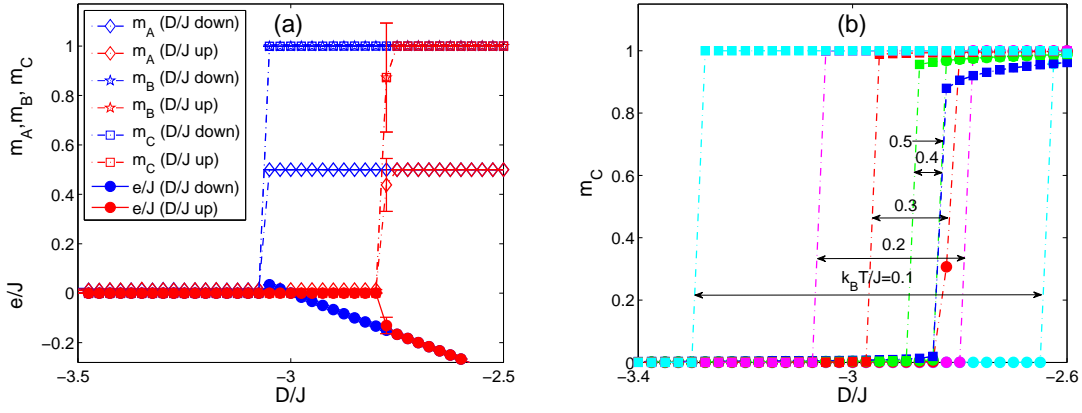 (a)
m_A (D/J down)
m_A (D/J up)
m_B (D/J down)
m_B (D/J up)
m_C (D/J down)
m_C (D/J up)
e/J (D/J down)
e/J (D/J up)
m_A,m_B, m_C
e/J
1
0.8
0.6
0.4
0.2
0
−0.2
−3.5
−3
−2.5
D/J
(b)
m_C
1
0.8
0.6
0.4
0.2
0
0.5
0.4
0.3
0.2
k_BT/J=0.1
−3.4
−3
−2.6
D/J